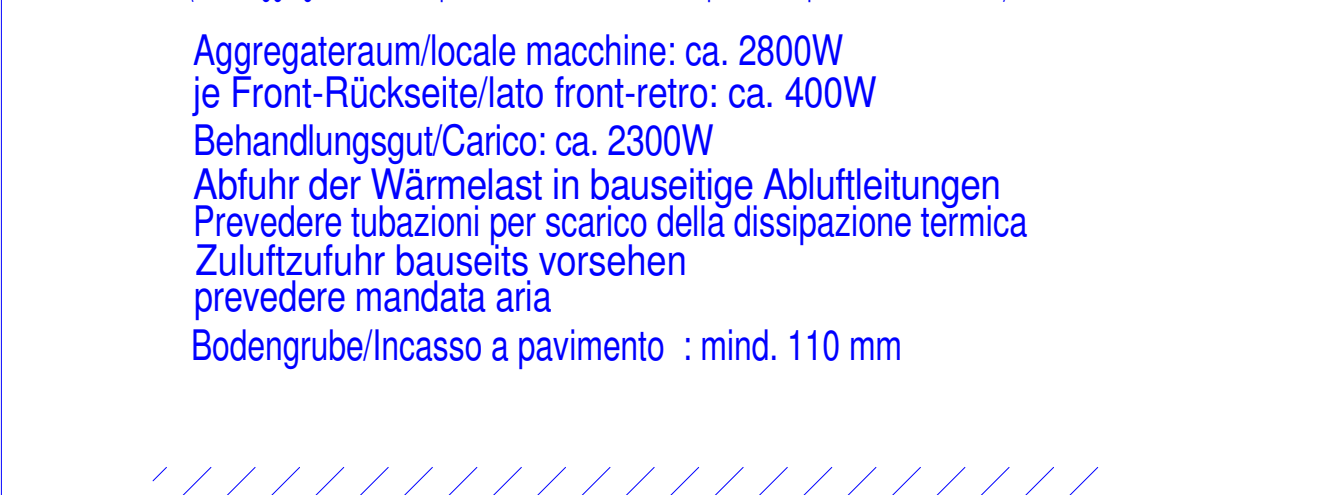 Aggregateraum/locale macchine: ca. 2800W
je Front-Rückseite/lato front-retro: ca. 400W
Behandlungsgut/Carico: ca. 2300W
Abfuhr der Wärmelast in bauseitige Abluftleitungen
Prevedere tubazioni per scarico della dissipazione termica
Zuluftzufuhr bauseits vorsehen
prevedere mandata aria
Bodengrube/Incasso a pavimento : mind. 110 mm